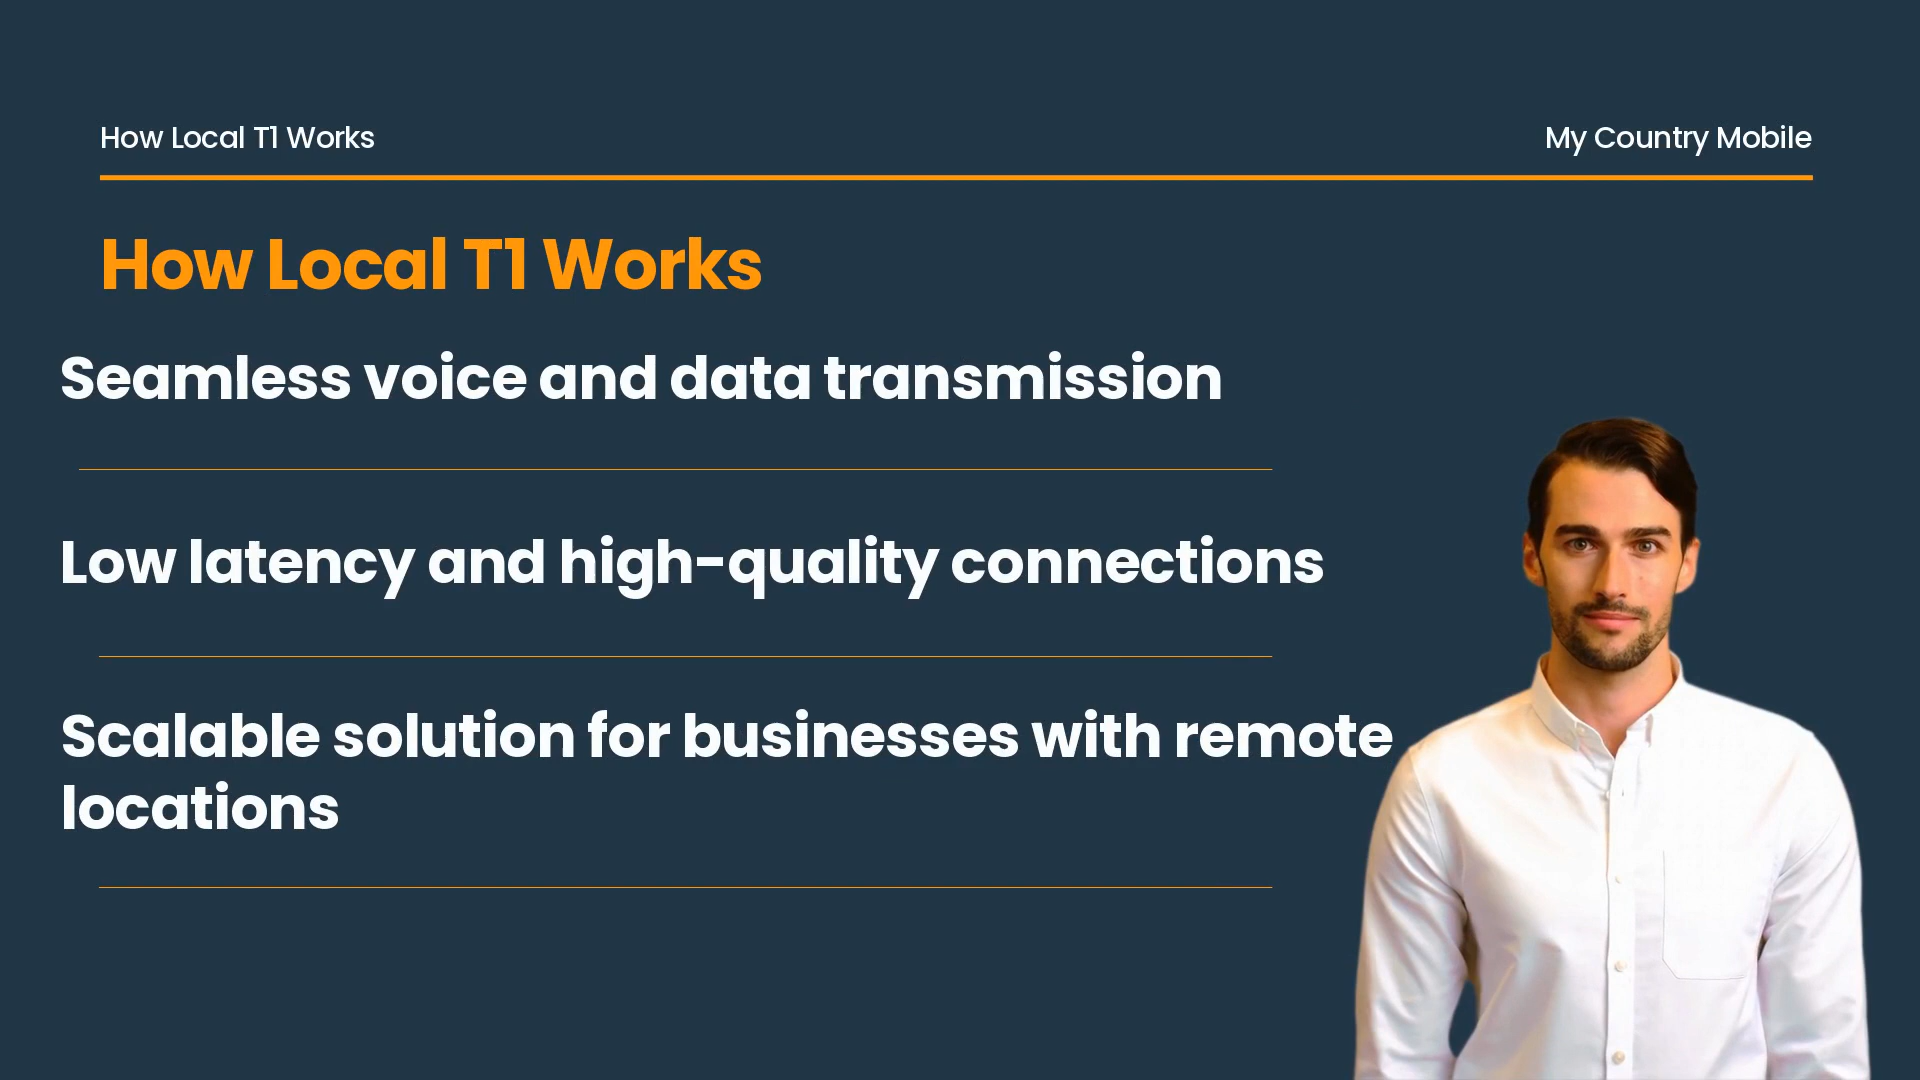 How Local T1 Works
My Country Mobile
How Local T1 Works
Seamless voice and data transmission
Low latency and high-quality connections
Scalable solution for businesses with remote
locations